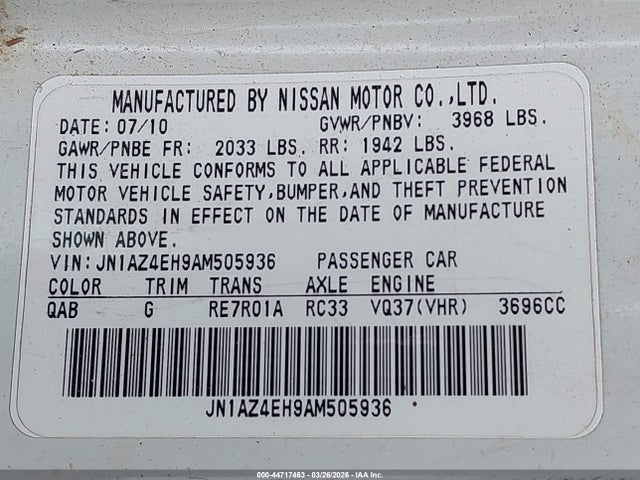 MANUFACTURED BY NISSAN MOTOR CO.,LTD.
DATE: 07/10 GVWR/PNBV: 3968 LBS.
GAWR/PNBE FR: 2033 LBS. RR: 1942 LBS.
THIS VEHICLE CONFORMS TO ALL APPLICABLE FEDERAL
MOTOR VEHICLE SAFETY,BUMPER,AND THEFT PREVENTION
STANDARDS IN EFFECT ON THE DATE OF MANUFACTURE
SHOWN ABOVE.
VIN: JN1AZ4EH9AM505936 PASSENGER CAR
COLOR TRIM TRANS AXLE ENGINE
QAB G RE7R01A RC33 VQ37(VHR) 3696CC
JN1AZ4EH9AM505936
000-44717463 | 03/26/2026 | IAA Inc.